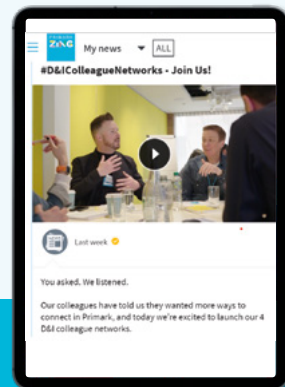 PRIMARK
ZING
My news ALL
#D&IColleagueNetworks - Join Us!
Last week
You asked. We listened.
Our colleagues have told us they wanted more ways to
connect in Primark, and today we're excited to launch our 4
D&I colleague networks.